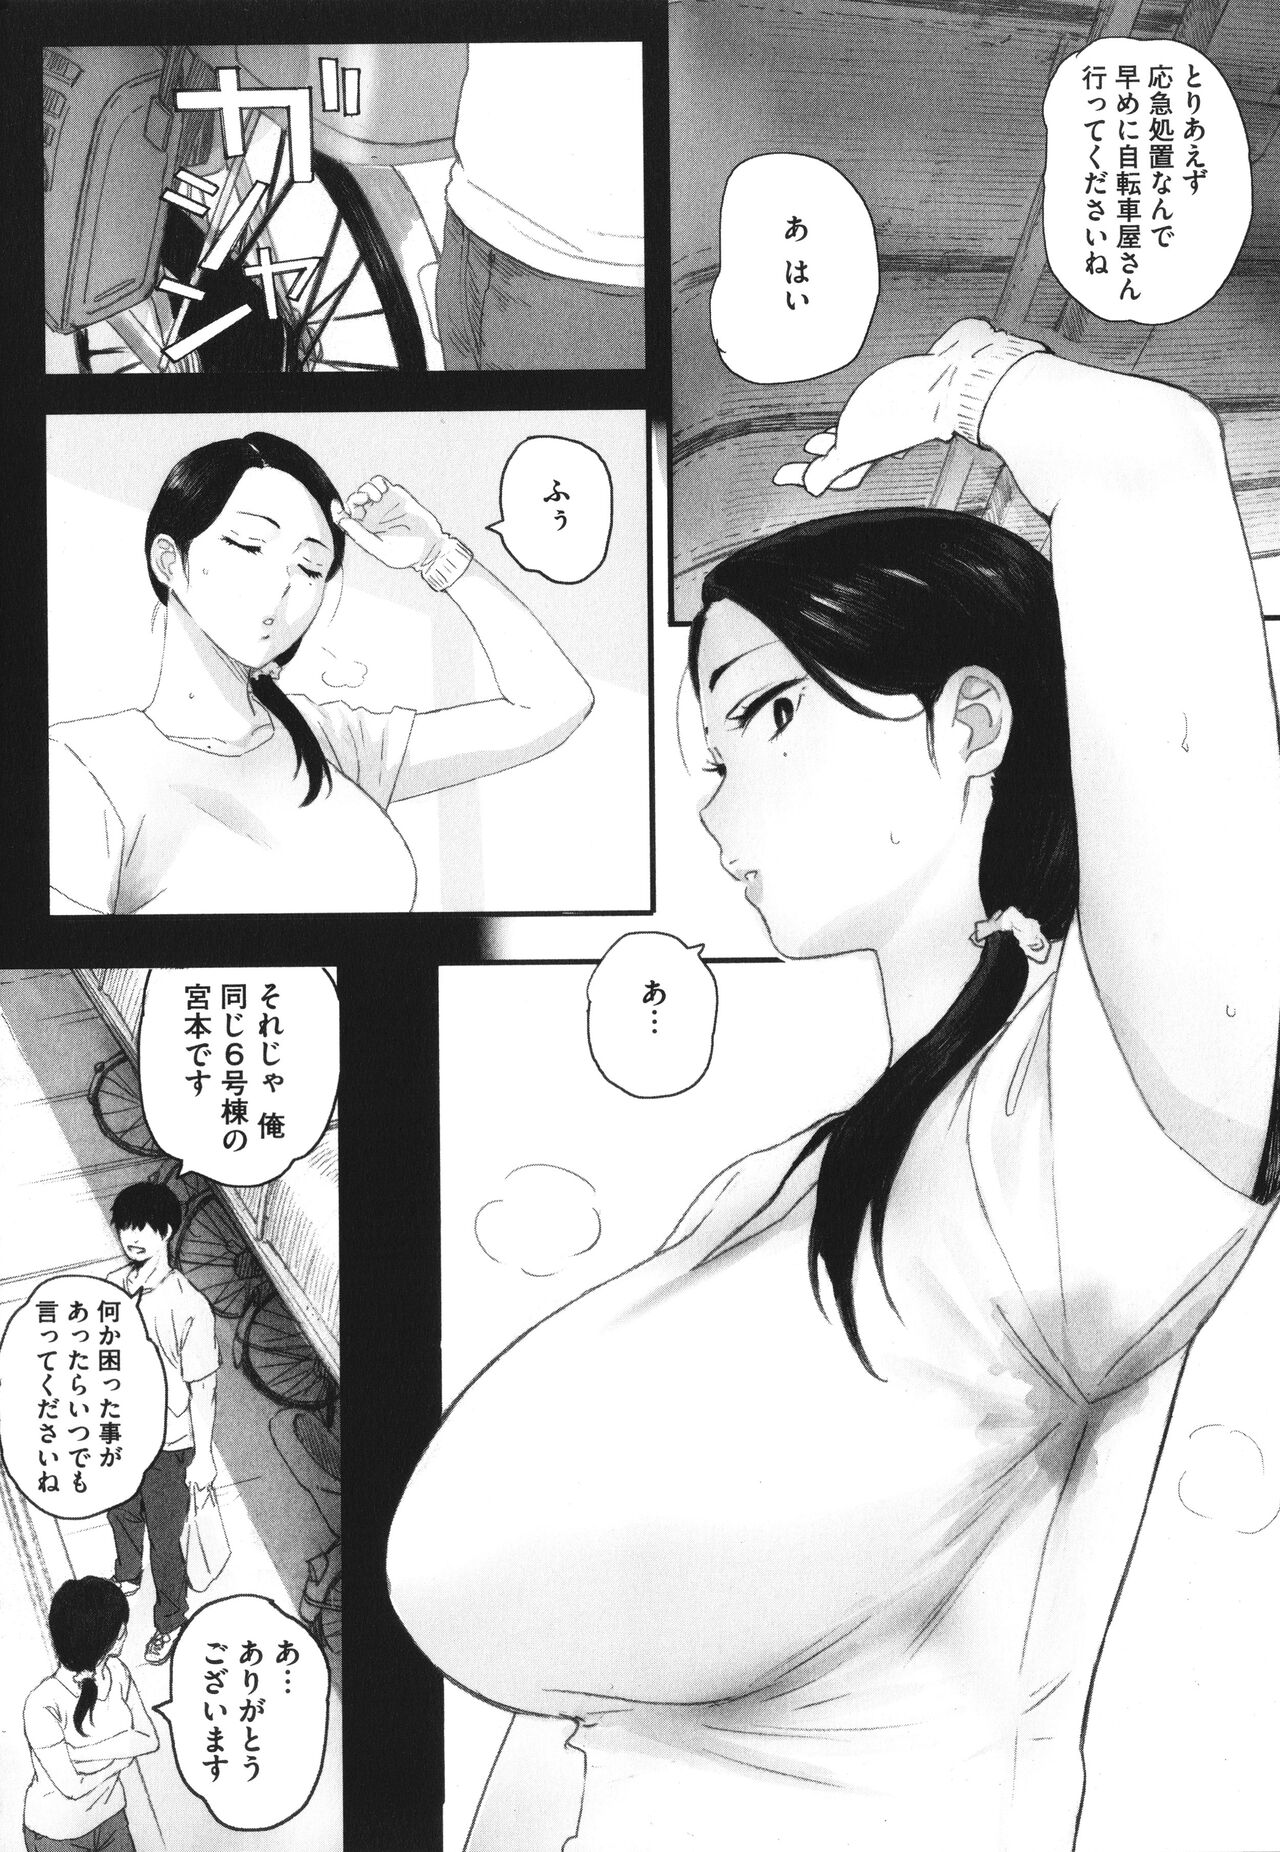 とりあえず
応急処置なんで
早めに自転車屋さん
行ってくださいね
あ はい
ガシャン
ふぅ
あ…
それじゃ 俺
同じ6号棟の
宮本です
何か困った事が
あったらいつでも
言ってくださいね
あ…
ありがとう
ございます